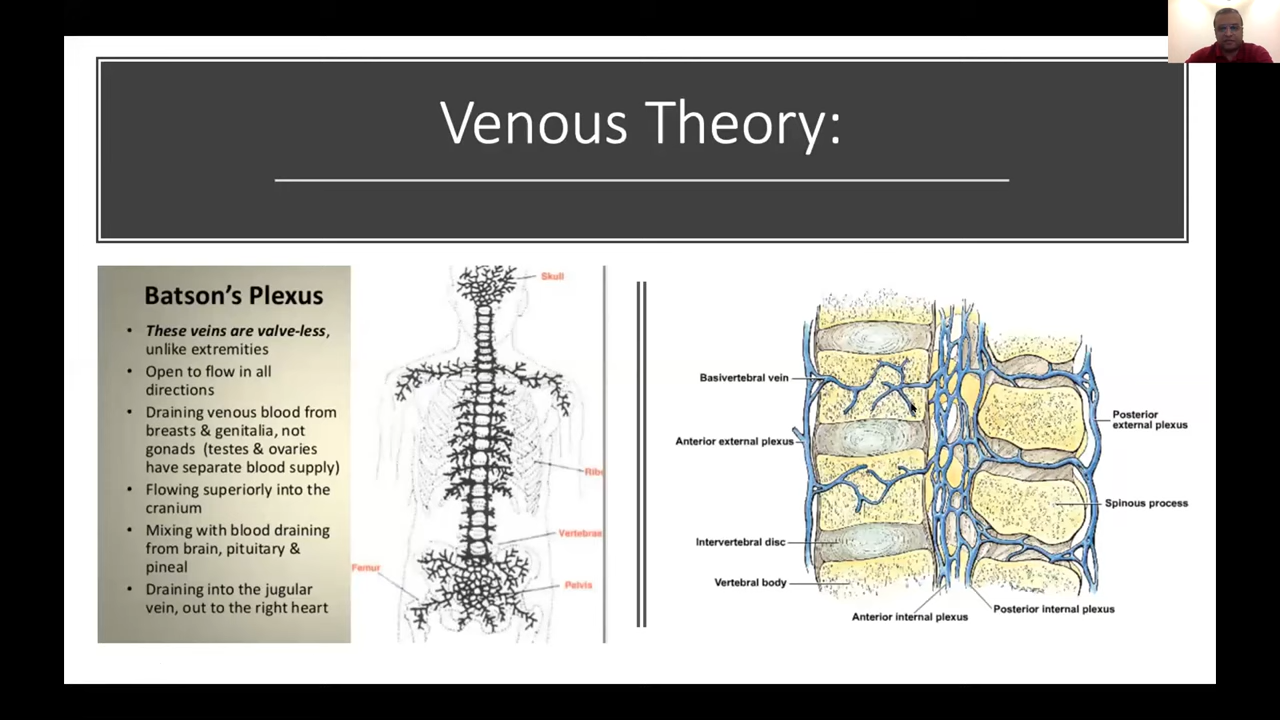 Venous Theory:
Batson's Plexus
• These veins are valve-less,
unlike extremities
• Open to flow in all
directions
• Draining venous blood from
breasts & genitalia, not
gonads (testes & ovaries
have separate blood supply)
• Flowing superiorly into the
cranium
• Mixing with blood draining
from brain, pituitary &
pineal
• Draining into the jugular
vein, out to the right heart
Skull
Ribs
Vertebrae
Femur
Pelvis
Basivertebral vein
Anterior external plexus
Intervertebral disc
Vertebral body
Anterior internal plexus
Posterior internal plexus
Posterior
external plexus
Spinous process